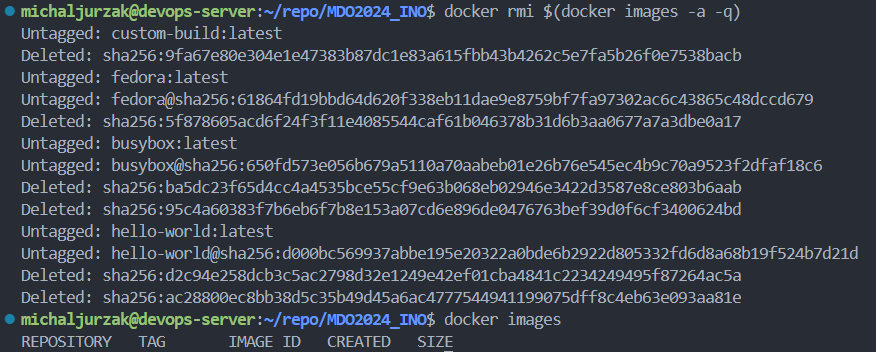 michaljurzak@devops-server:~/repo/MDO2024_INO$ docker rmi $(docker images -a -q)
Untagged: custom-build:latest
Deleted: sha256:9fa67e80e304e1e47383b87dc1e83a615fbb43b4262c5e7fa5b26f0e7538bacb
Untagged: fedora:latest
Untagged: fedora@sha256:61864fd19bbd64d620f338eb11dae9e8759bf7fa97302ac6c43865c48dccd679
Deleted: sha256:5f878605acd6f24f3f11e4085544caf61b046378b31d6b3aa0677a7a3dbe0a17
Untagged: busybox:latest
Untagged: busybox@sha256:650fd573e056b679a5110a70aabeb01e26b76e545ec4b9c70a9523f2dfaf18c6
Deleted: sha256:ba5dc23f65d4cc4a4535bce55cf9e63b068eb02946e3422d3587e8ce803b6aab
Deleted: sha256:95c4a60383f7b6eb6f7b8e153a07cd6e896de0476763bef39d0f6cf3400624bd
Untagged: hello-world:latest
Untagged: hello-world@sha256:d000bc569937abbe195e20322a0bde6b2922d805332fd6d8a68b19f524b7d21d
Deleted: sha256:d2c94e258dcb3c5ac2798d32e1249e42ef01cba4841c2234249495f87264ac5a
Deleted: sha256:ac28800ec8bb38d5c35b49d45a6ac4777544941199075dff8c4eb63e093aa81e
michaljurzak@devops-server:~/repo/MDO2024_INO$ docker images
REPOSITORY TAG IMAGE ID CREATED SIZE